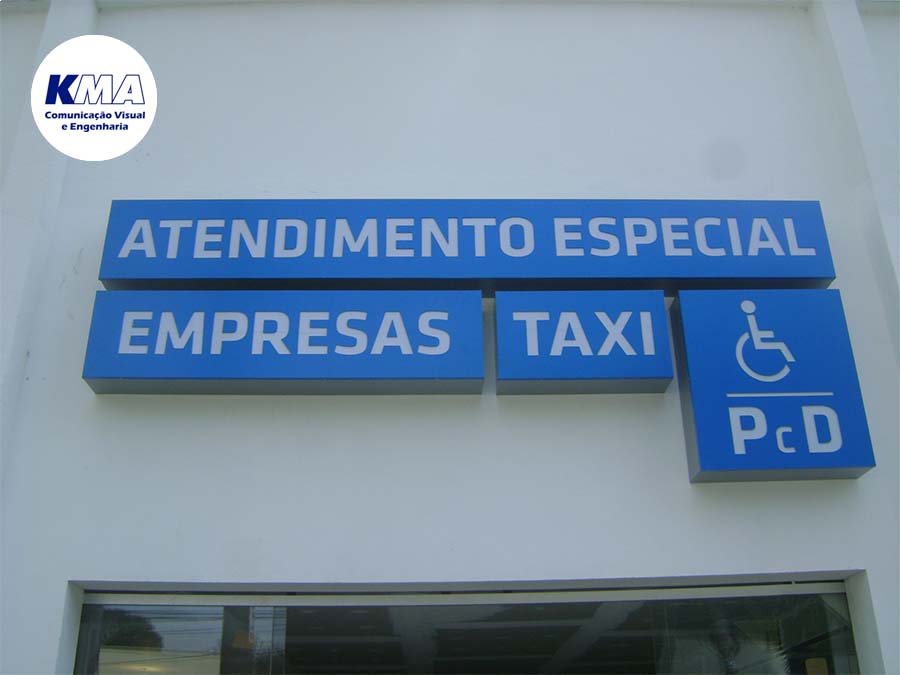 KMA
Comunicação Visual
e Engenharia
ATENDIMENTO ESPECIAL
EMPRESAS
TAXI
PcD